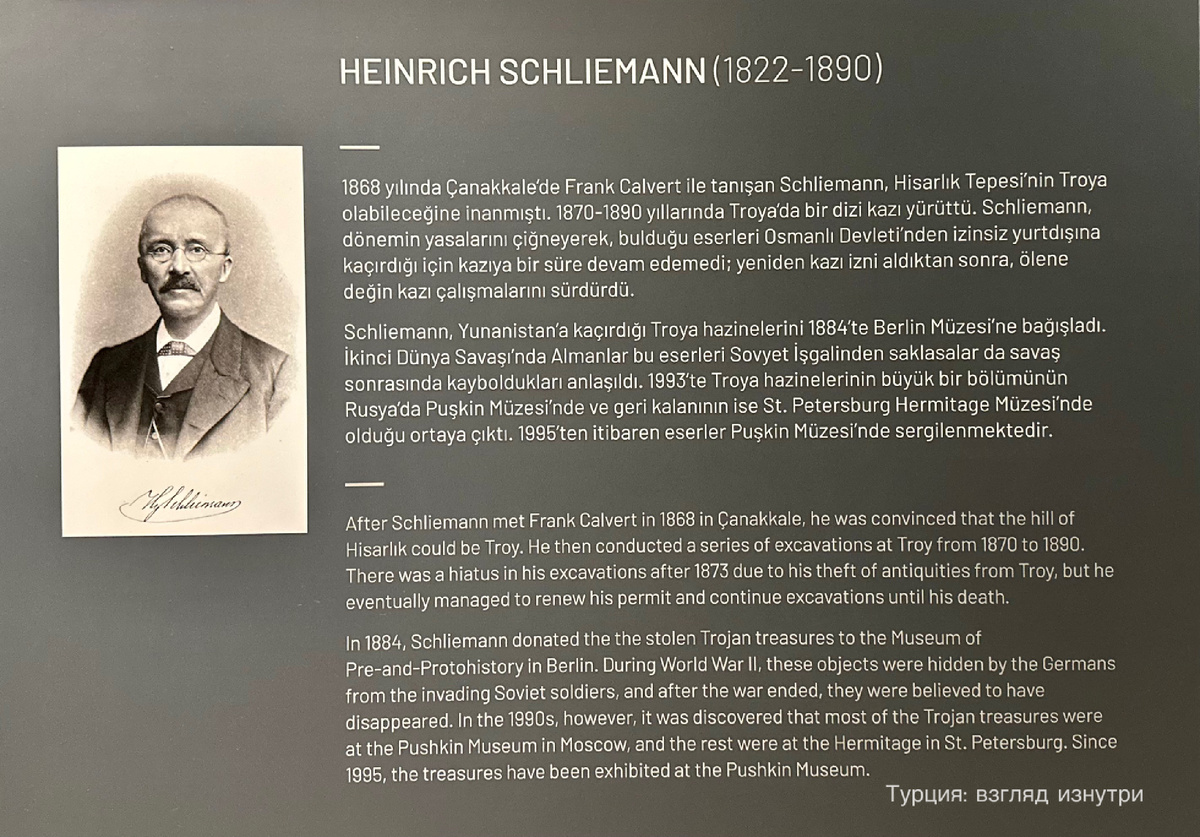 HEINRICH SCHLIEMANN (1822-1890)
1868 yılında Çanakkale'de Frank Calvert ile tanışan Schliemann, Hisarlık Tepesi'nin Troya
olabileceğine inanmıştı. 1870-1890 yıllarında Troya'da bir dizi kazı yürüttü. Schliemann,
dönemin yasalarını çiğneyerek, bulduğu eserleri Osmanlı Devleti'nden izinsiz yurtdışına
kaçırdığı için kazıya bir süre devam edemedi; yeniden kazı izni aldıktan sonra, ölene
değin kazı çalışmalarını sürdürdü.
Schliemann, Yunanistan'a kaçırdığı Troya hazinelerini 1884'te Berlin Müzesi'ne bağışladı.
İkinci Dünya Savaşı'nda Almanlar bu eserleri Sovyet İşgalinden saklasalar da savaş
sonrasında kayboldukları anlaşıldı. 1993'te Troya hazinelerinin büyük bir bölümünün
Rusya'da Puşkin Müzesi'nde ve geri kalanının ise St. Petersburg Hermitage Müzesi'nde
olduğu ortaya çıktı. 1995'ten itibaren eserler Puşkin Müzesi'nde sergilenmektedir.
Hy Schliemann
After Schliemann met Frank Calvert in 1868 in Çanakkale, he was convinced that the hill of
Hisarlık could be Troy. He then conducted a series of excavations at Troy from 1870 to 1890.
There was a hiatus in his excavations after 1873 due to his theft of antiquities from Troy, but he
eventually managed to renew his permit and continue excavations until his death.
In 1884, Schliemann donated the the stolen Trojan treasures to the Museum of
Pre-and-Protohistory in Berlin. During World War II, these objects were hidden by the Germans
from the invading Soviet soldiers, and after the war ended, they were believed to have
disappeared. In the 1990s, however, it was discovered that most of the Trojan treasures were
at the Pushkin Museum in Moscow, and the rest were at the Hermitage in St. Petersburg. Since
1995, the treasures have been exhibited at the Pushkin Museum.
Турция: взгляд изнутри